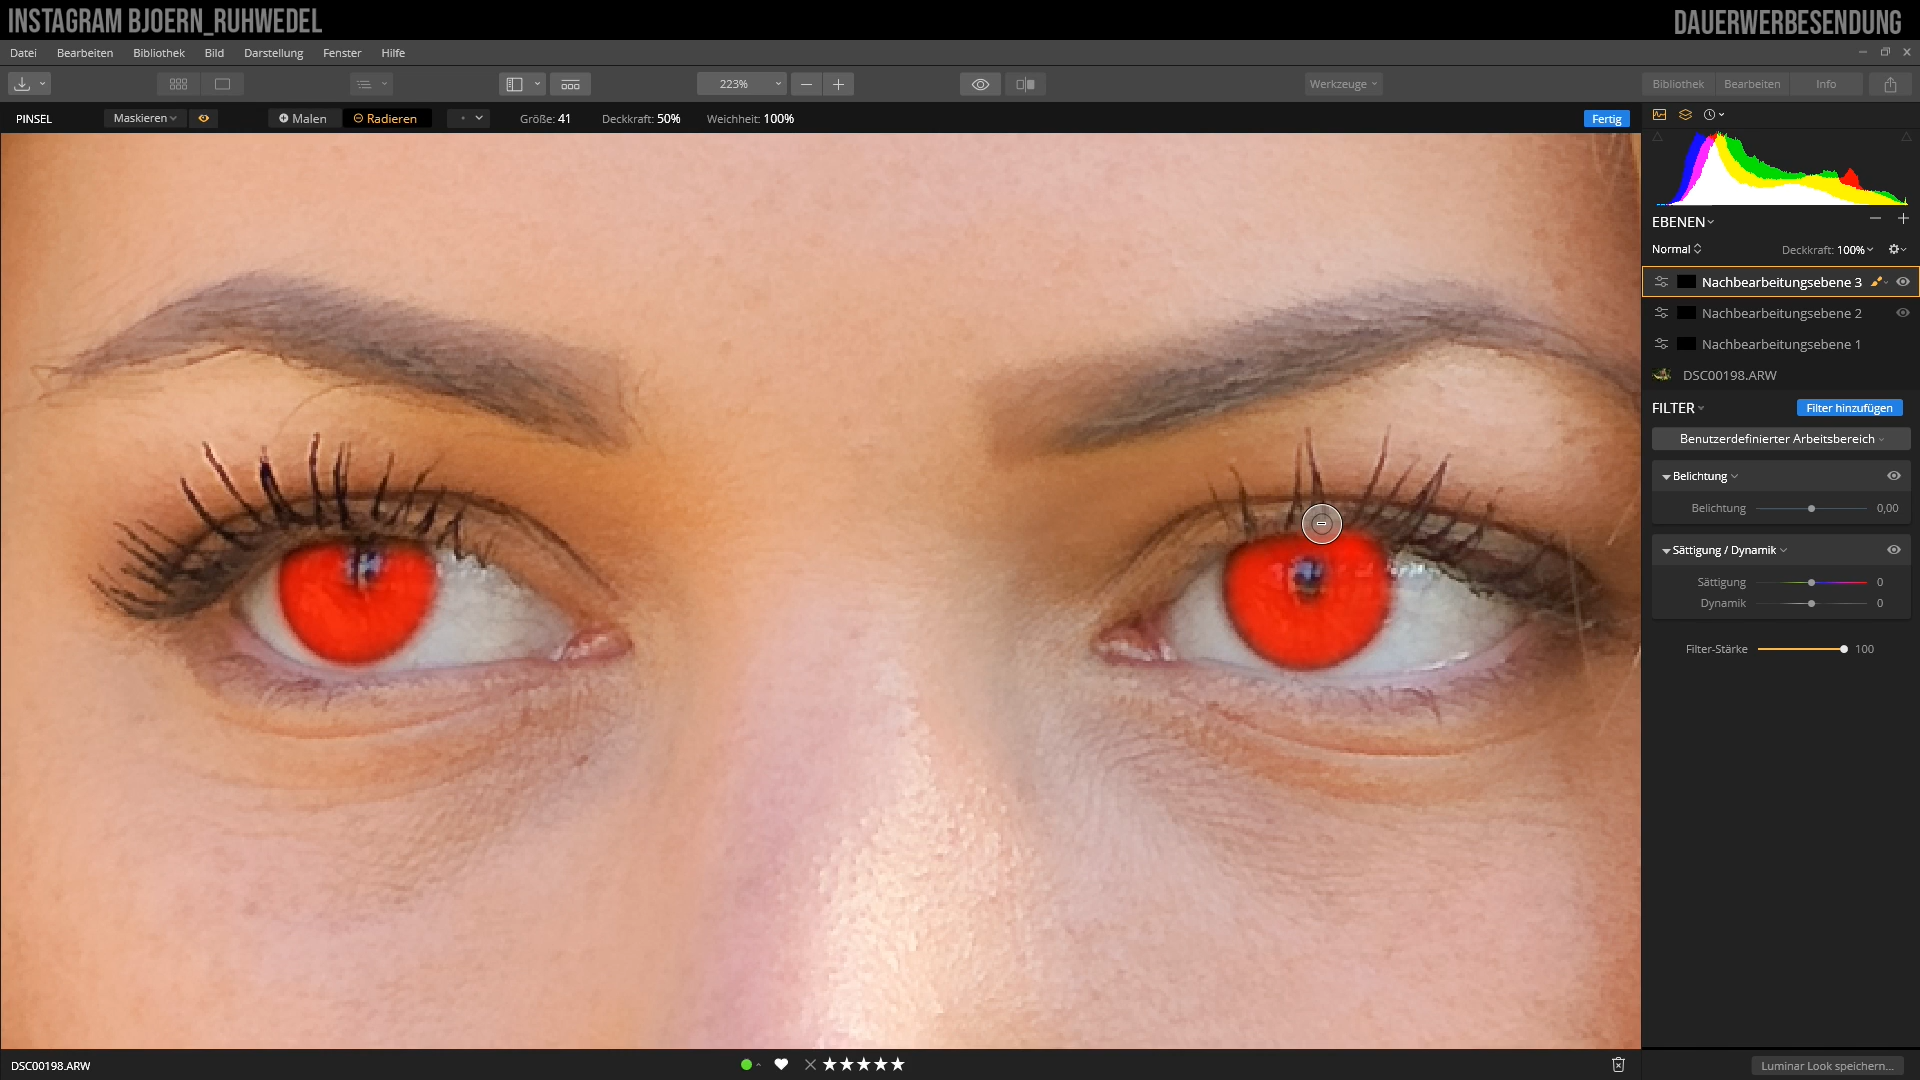 INSTAGRAM BJOERN_RUHWEDEL
DAUERWERBESENDUNG
Datei Bearbeiten Bibliothek Bild Darstellung Fenster Hilfe
223%
Werkzeuge
Bibliothek Bearbeiten Info
PINSEL Maskieren Malen Radieren Größe: 41 Deckkraft: 50% Weichheit: 100% Fertig
EBENEN
Normal Deckkraft: 100%
Nachbearbeitungsebene 3
Nachbearbeitungsebene 2
Nachbearbeitungsebene 1
DSC00198.ARW
FILTER Filter hinzufügen
Benutzerdefinierter Arbeitsbereich
Belichtung
Belichtung 0,00
Sättigung / Dynamik
Sättigung 0
Dynamik 0
Filter-Stärke 100
DSC00198.ARW
Luminar Look speichern...